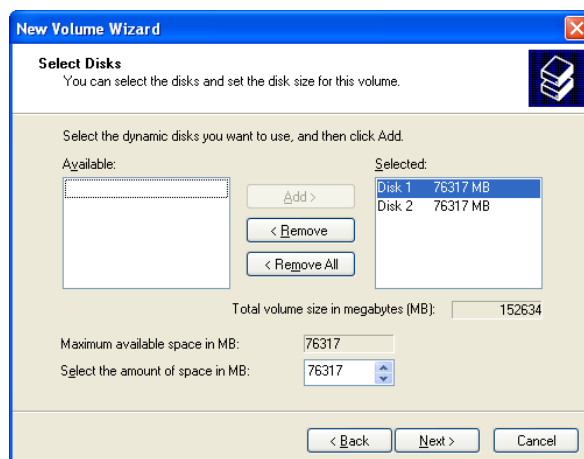 New Volume Wizard
Select Disks
You can select the disks and set the disk size for this volume.
Select the dynamic disks you want to use, and then click Add.
Available:
Selected:
Disk 1 76317 MB
Disk 2 76317 MB
Add >
< Remove
< Remove All
Total volume size in megabytes (MB): 152634
Maximum available space in MB: 76317
Select the amount of space in MB: 76317
< Back
Next >
Cancel